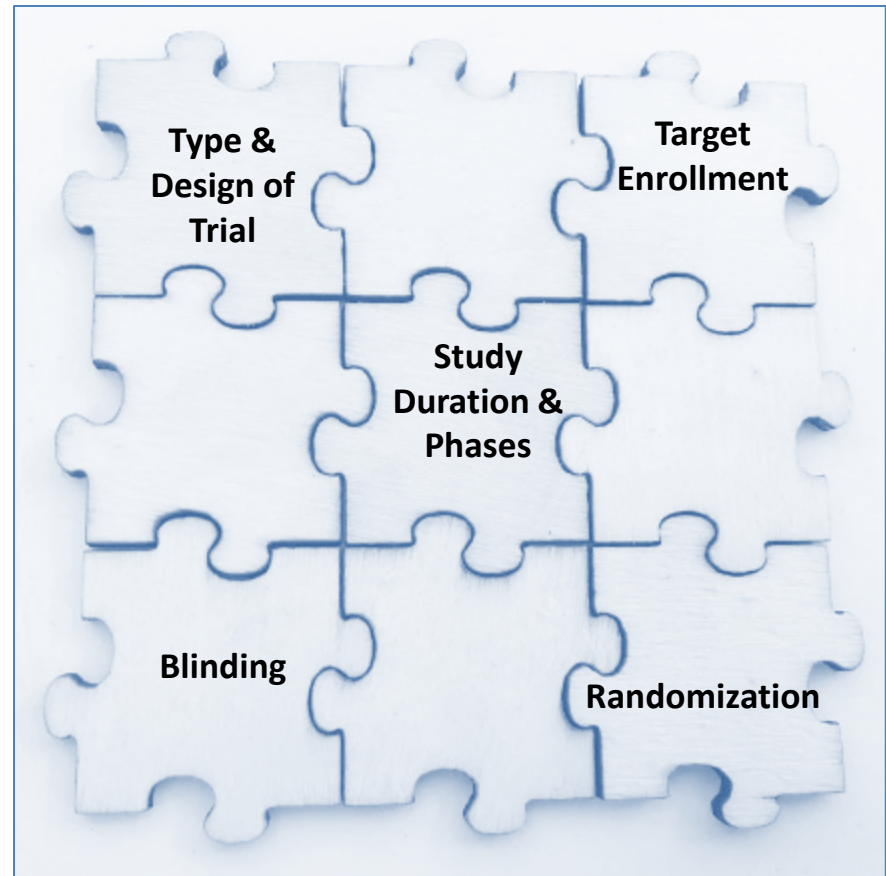 Type &
Design of
Trial
Target
Enrollment
Study
Duration &
Phases
Blinding
Randomization